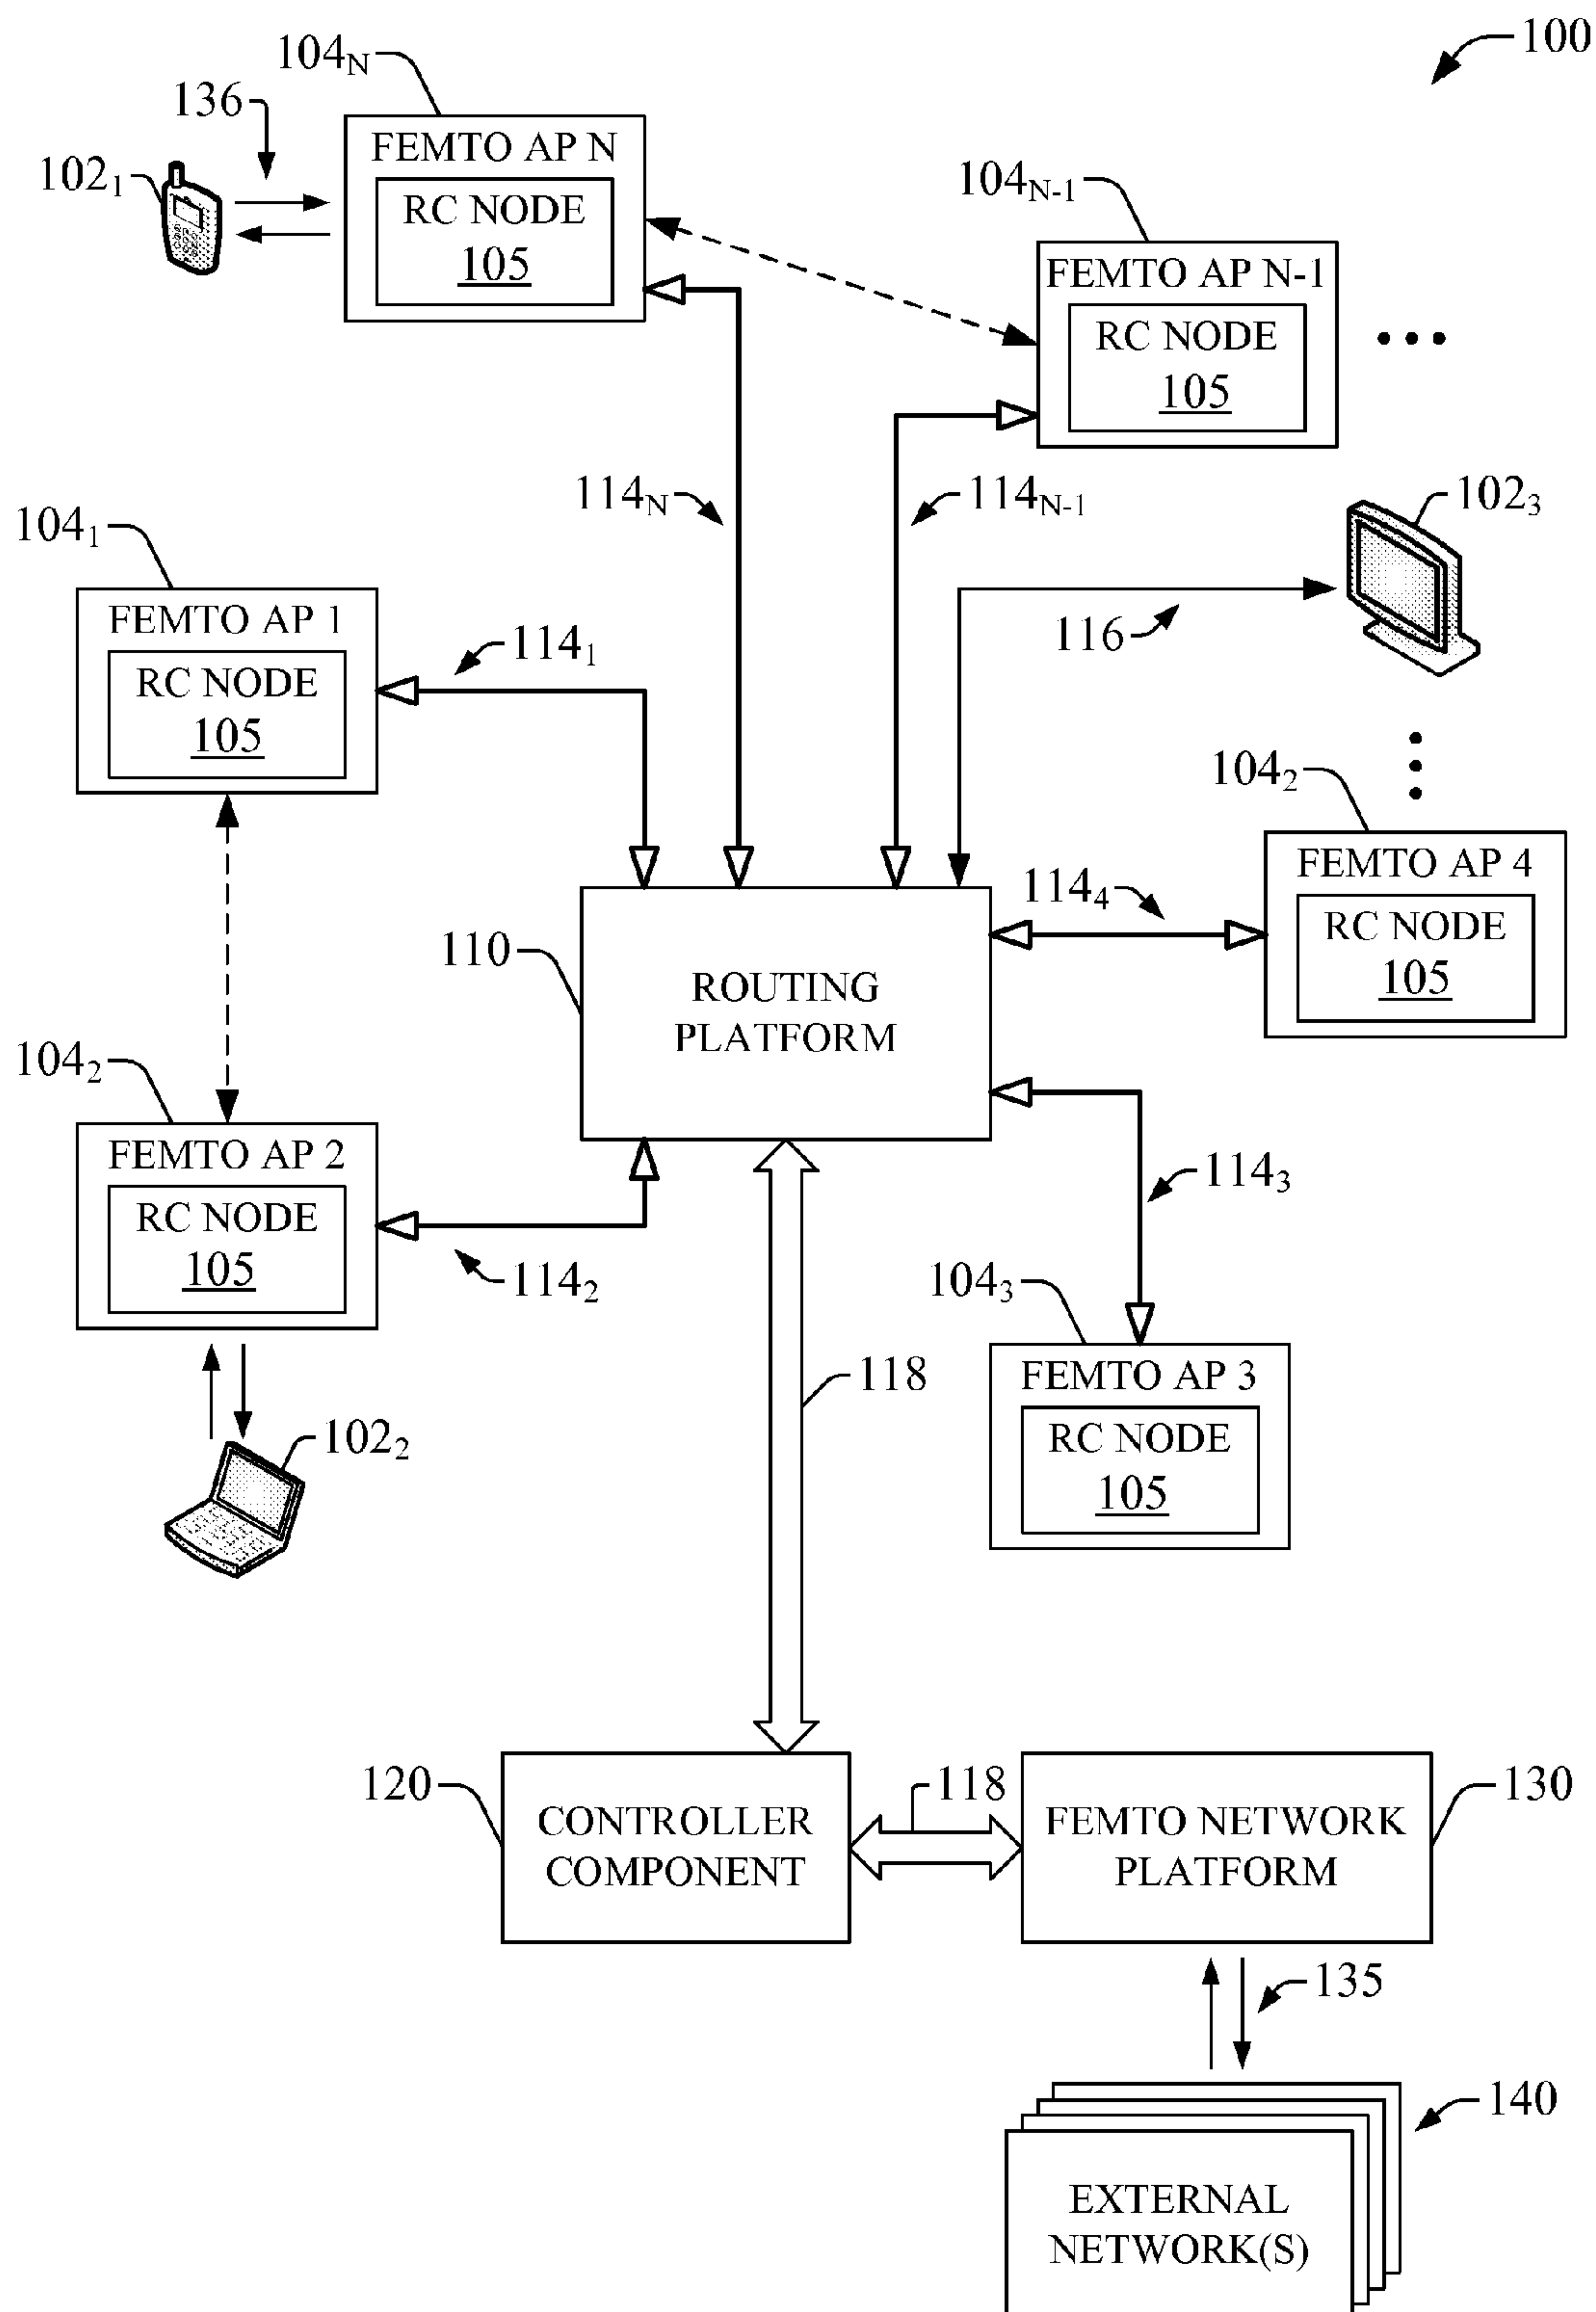 100
104N
136
FEMTO AP N
1021
RC NODE
105
104N-1
FEMTO AP N-1
RC NODE
105
114N
114N-1
1023
1041
FEMTO AP 1
RC NODE
105
1141
116
1042
FEMTO AP 4
RC NODE
105
1144
110
ROUTING
PLATFORM
1042
FEMTO AP 2
RC NODE
105
1142
1143
1043
FEMTO AP 3
RC NODE
105
118
1022
120
CONTROLLER
COMPONENT
118
FEMTO NETWORK
PLATFORM
130
135
140
EXTERNAL
NETWORK(S)